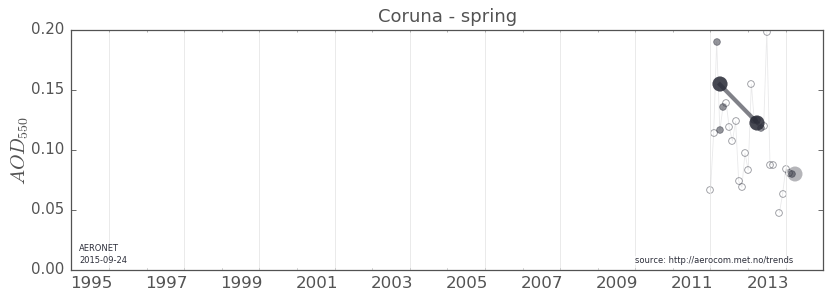 Coruna - spring
0.20
0.15
0.10
0.05
0.00
AOD550
AERONET
2015-09-24
source: http://aerocom.met.no/trends
1995 1997 1999 2001 2003 2005 2007 2009 2011 2013